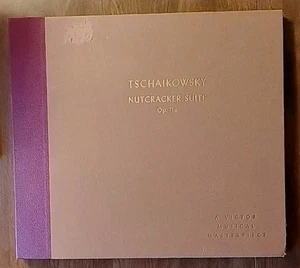 TSCHAIKOWSKY
NUTCRACKER SUITE
Op. 71a
A VICTOR
MUSICAL
MASTERPIECE